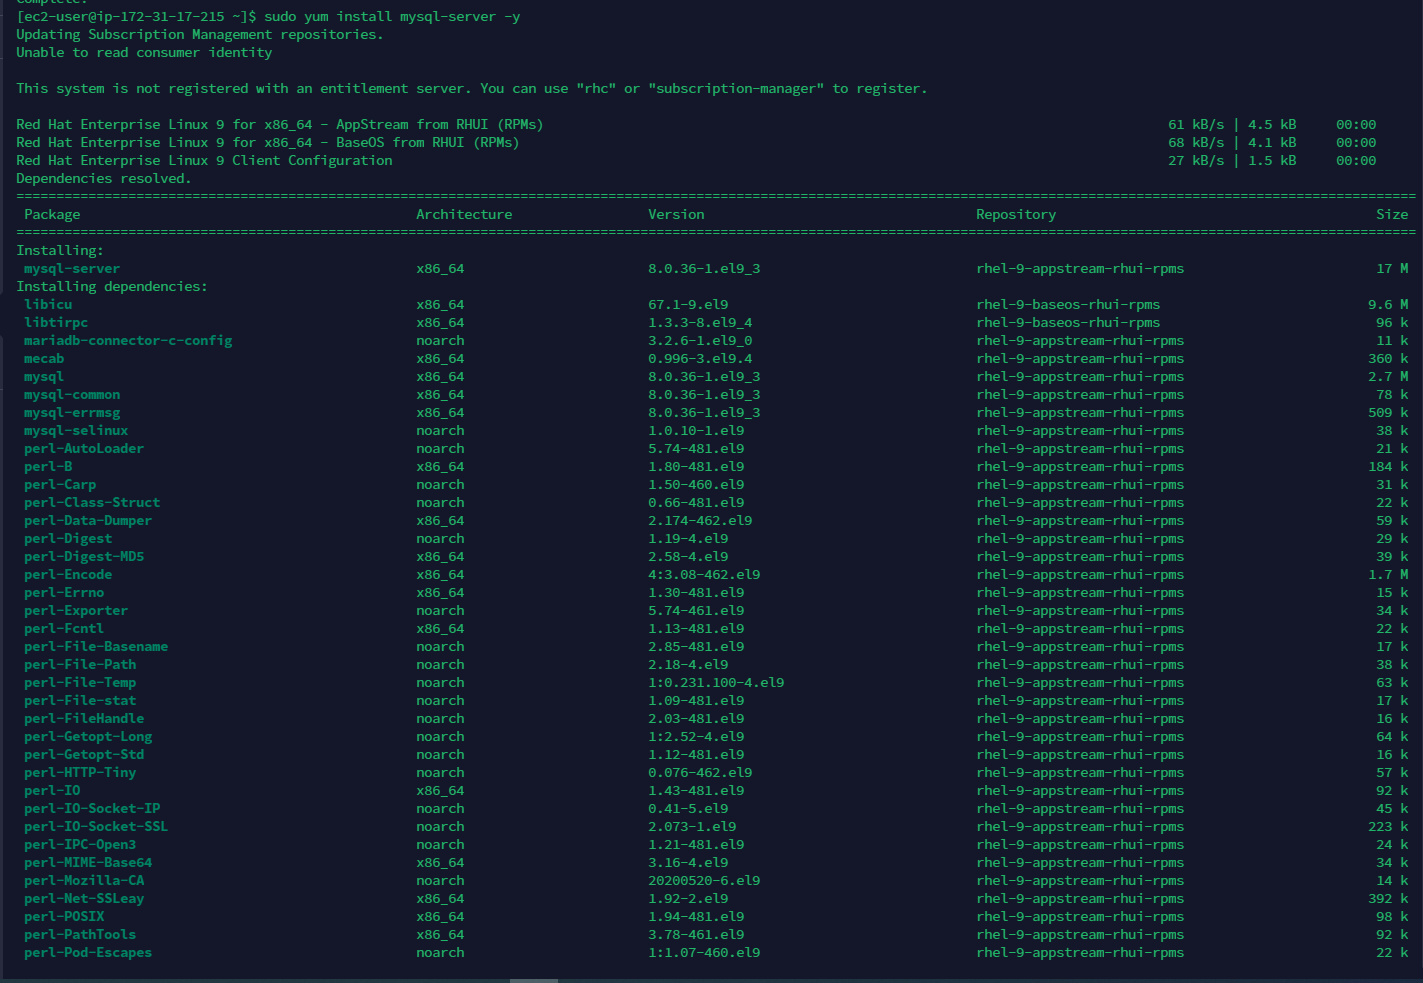 Complete!
[ec2-user@ip-172-31-17-215 ~]$ sudo yum install mysql-server -y
Updating Subscription Management repositories.
Unable to read consumer identity
This system is not registered with an entitlement server. You can use "rhc" or "subscription-manager" to register.
Red Hat Enterprise Linux 9 for x86_64 - AppStream from RHUI (RPMs) 61 kB/s | 4.5 kB 00:00
Red Hat Enterprise Linux 9 for x86_64 - BaseOS from RHUI (RPMs) 68 kB/s | 4.1 kB 00:00
Red Hat Enterprise Linux 9 Client Configuration 27 kB/s | 1.5 kB 00:00
Dependencies resolved.
Package Architecture Version Repository Size
Installing:
mysql-server x86_64 8.0.36-1.el9_3 rhel-9-appstream-rhui-rpms 17 M
Installing dependencies:
libicu x86_64 67.1-9.el9 rhel-9-baseos-rhui-rpms 9.6 M
libtirpc x86_64 1.3.3-8.el9_4 rhel-9-baseos-rhui-rpms 96 k
mariadb-connector-c-config noarch 3.2.6-1.el9_0 rhel-9-appstream-rhui-rpms 11 k
mecab x86_64 0.996-3.el9.4 rhel-9-appstream-rhui-rpms 360 k
mysql x86_64 8.0.36-1.el9_3 rhel-9-appstream-rhui-rpms 2.7 M
mysql-common x86_64 8.0.36-1.el9_3 rhel-9-appstream-rhui-rpms 78 k
mysql-errmsg x86_64 8.0.36-1.el9_3 rhel-9-appstream-rhui-rpms 509 k
mysql-selinux noarch 1.0.10-1.el9 rhel-9-appstream-rhui-rpms 38 k
perl-AutoLoader noarch 5.74-481.el9 rhel-9-appstream-rhui-rpms 21 k
perl-B x86_64 1.80-481.el9 rhel-9-appstream-rhui-rpms 184 k
perl-Carp noarch 1.50-460.el9 rhel-9-appstream-rhui-rpms 31 k
perl-Class-Struct noarch 0.66-481.el9 rhel-9-appstream-rhui-rpms 22 k
perl-Data-Dumper x86_64 2.174-462.el9 rhel-9-appstream-rhui-rpms 59 k
perl-Digest noarch 1.19-4.el9 rhel-9-appstream-rhui-rpms 29 k
perl-Digest-MD5 x86_64 2.58-4.el9 rhel-9-appstream-rhui-rpms 39 k
perl-Encode x86_64 4:3.08-462.el9 rhel-9-appstream-rhui-rpms 1.7 M
perl-Errno x86_64 1.30-481.el9 rhel-9-appstream-rhui-rpms 15 k
perl-Exporter noarch 5.74-461.el9 rhel-9-appstream-rhui-rpms 34 k
perl-Fcntl x86_64 1.13-481.el9 rhel-9-appstream-rhui-rpms 22 k
perl-File-Basename noarch 2.85-481.el9 rhel-9-appstream-rhui-rpms 17 k
perl-File-Path noarch 2.18-4.el9 rhel-9-appstream-rhui-rpms 38 k
perl-File-Temp noarch 1:0.231.100-4.el9 rhel-9-appstream-rhui-rpms 63 k
perl-File-stat noarch 1.09-481.el9 rhel-9-appstream-rhui-rpms 17 k
perl-FileHandle noarch 2.03-481.el9 rhel-9-appstream-rhui-rpms 16 k
perl-Getopt-Long noarch 1:2.52-4.el9 rhel-9-appstream-rhui-rpms 64 k
perl-Getopt-Std noarch 1.12-481.el9 rhel-9-appstream-rhui-rpms 16 k
perl-HTTP-Tiny noarch 0.076-462.el9 rhel-9-appstream-rhui-rpms 57 k
perl-IO x86_64 1.43-481.el9 rhel-9-appstream-rhui-rpms 92 k
perl-IO-Socket-IP noarch 0.41-5.el9 rhel-9-appstream-rhui-rpms 45 k
perl-IO-Socket-SSL noarch 2.073-1.el9 rhel-9-appstream-rhui-rpms 223 k
perl-IPC-Open3 noarch 1.21-481.el9 rhel-9-appstream-rhui-rpms 24 k
perl-MIME-Base64 x86_64 3.16-4.el9 rhel-9-appstream-rhui-rpms 34 k
perl-Mozilla-CA noarch 20200520-6.el9 rhel-9-appstream-rhui-rpms 14 k
perl-Net-SSLeay x86_64 1.92-2.el9 rhel-9-appstream-rhui-rpms 392 k
perl-POSIX x86_64 1.94-481.el9 rhel-9-appstream-rhui-rpms 98 k
perl-PathTools x86_64 3.78-461.el9 rhel-9-appstream-rhui-rpms 92 k
perl-Pod-Escapes noarch 1:1.07-460.el9 rhel-9-appstream-rhui-rpms 22 k